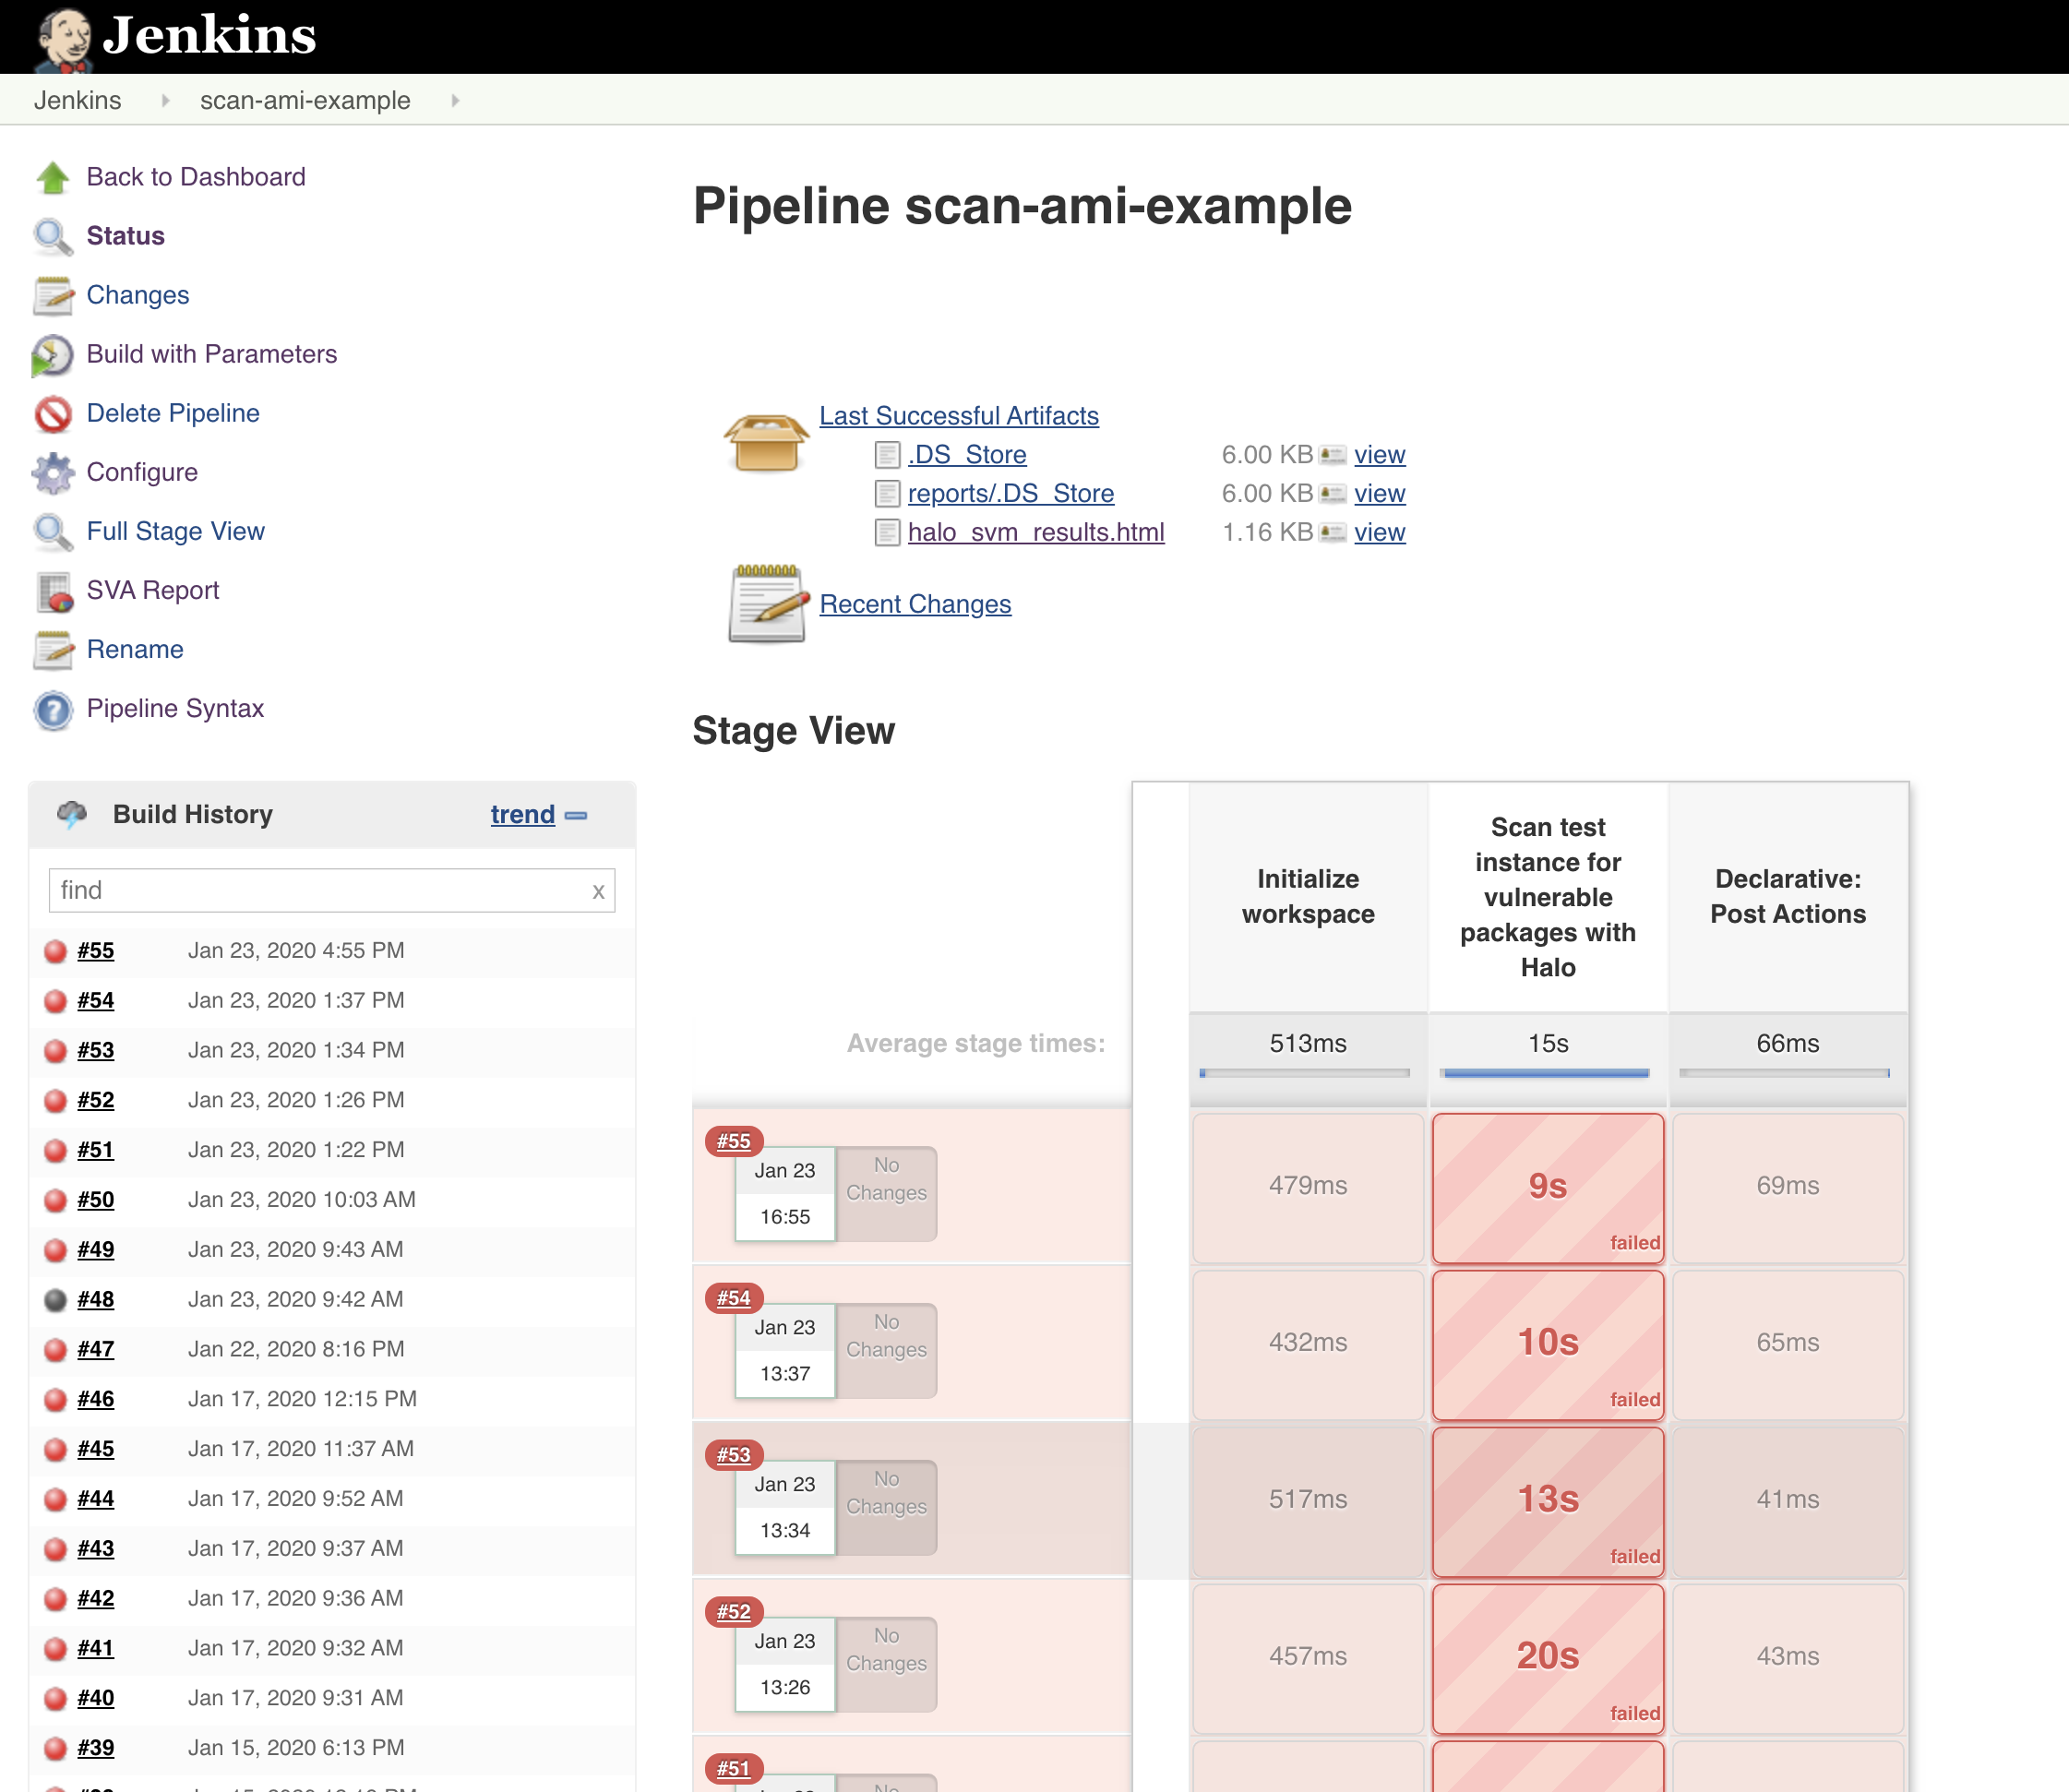 Jenkins
Jenkins
scan-ami-example
Back to Dashboard
Status
Changes
Build with Parameters
Delete Pipeline
Configure
Full Stage View
SVA Report
Rename
Pipeline Syntax
Build History
trend
find
x
#55 Jan 23, 2020 4:55 PM
#54 Jan 23, 2020 1:37 PM
#53 Jan 23, 2020 1:34 PM
#52 Jan 23, 2020 1:26 PM
#51 Jan 23, 2020 1:22 PM
#50 Jan 23, 2020 10:03 AM
#49 Jan 23, 2020 9:43 AM
#48 Jan 23, 2020 9:42 AM
#47 Jan 22, 2020 8:16 PM
#46 Jan 17, 2020 12:15 PM
#45 Jan 17, 2020 11:37 AM
#44 Jan 17, 2020 9:52 AM
#43 Jan 17, 2020 9:37 AM
#42 Jan 17, 2020 9:36 AM
#41 Jan 17, 2020 9:32 AM
#40 Jan 17, 2020 9:31 AM
#39 Jan 15, 2020 6:13 PM
Pipeline scan-ami-example
Last Successful Artifacts
.DS_Store 6.00 KB view
reports/.DS_Store 6.00 KB view
halo_svm_results.html 1.16 KB view
Recent Changes
Stage View
Initialize
workspace
Scan test
instance for
vulnerable
packages with
Halo
Declarative:
Post Actions
Average stage times:
513ms
15s
66ms
#55
Jan 23
16:55
No
Changes
479ms
9s
failed
69ms
#54
Jan 23
13:37
No
Changes
432ms
10s
failed
65ms
#53
Jan 23
13:34
No
Changes
517ms
13s
failed
41ms
#52
Jan 23
13:26
No
Changes
457ms
20s
failed
43ms
#51
No